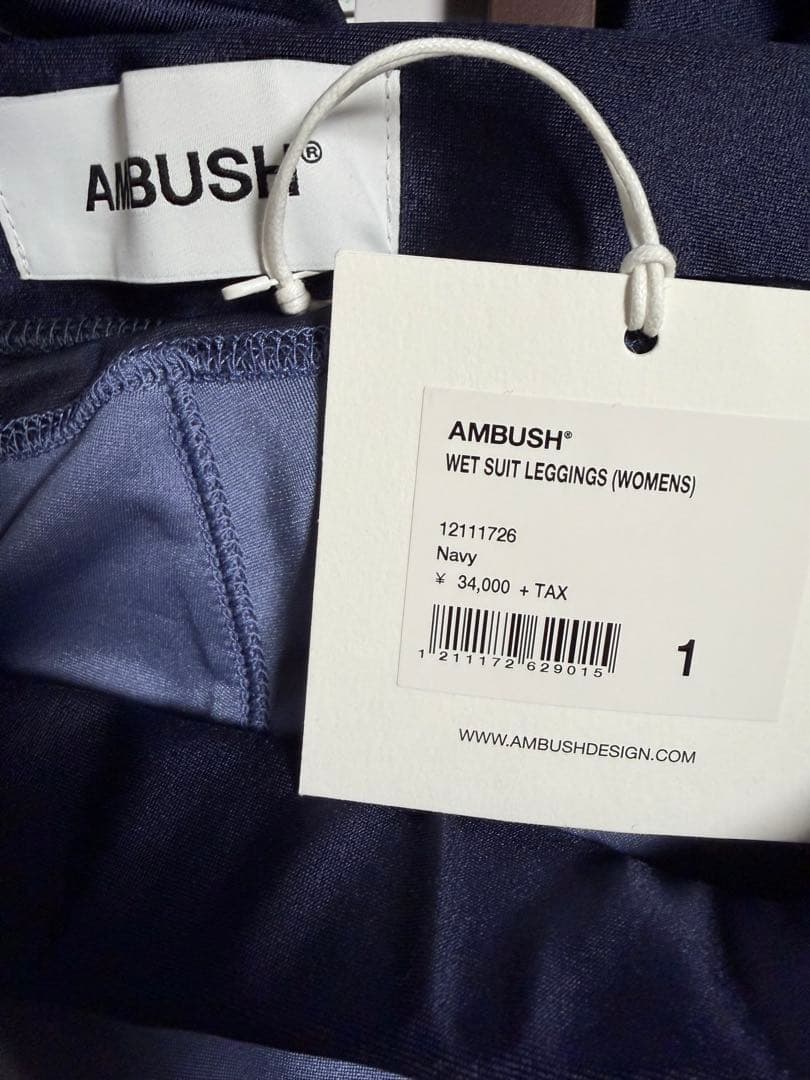 AMBUSH®
AMBUSH®
WET SUIT LEGGINGS (WOMENS)
12111726
Navy
¥ 34,000 + TAX
1 211172 629015
1
WWW.AMBUSHDESIGN.COM